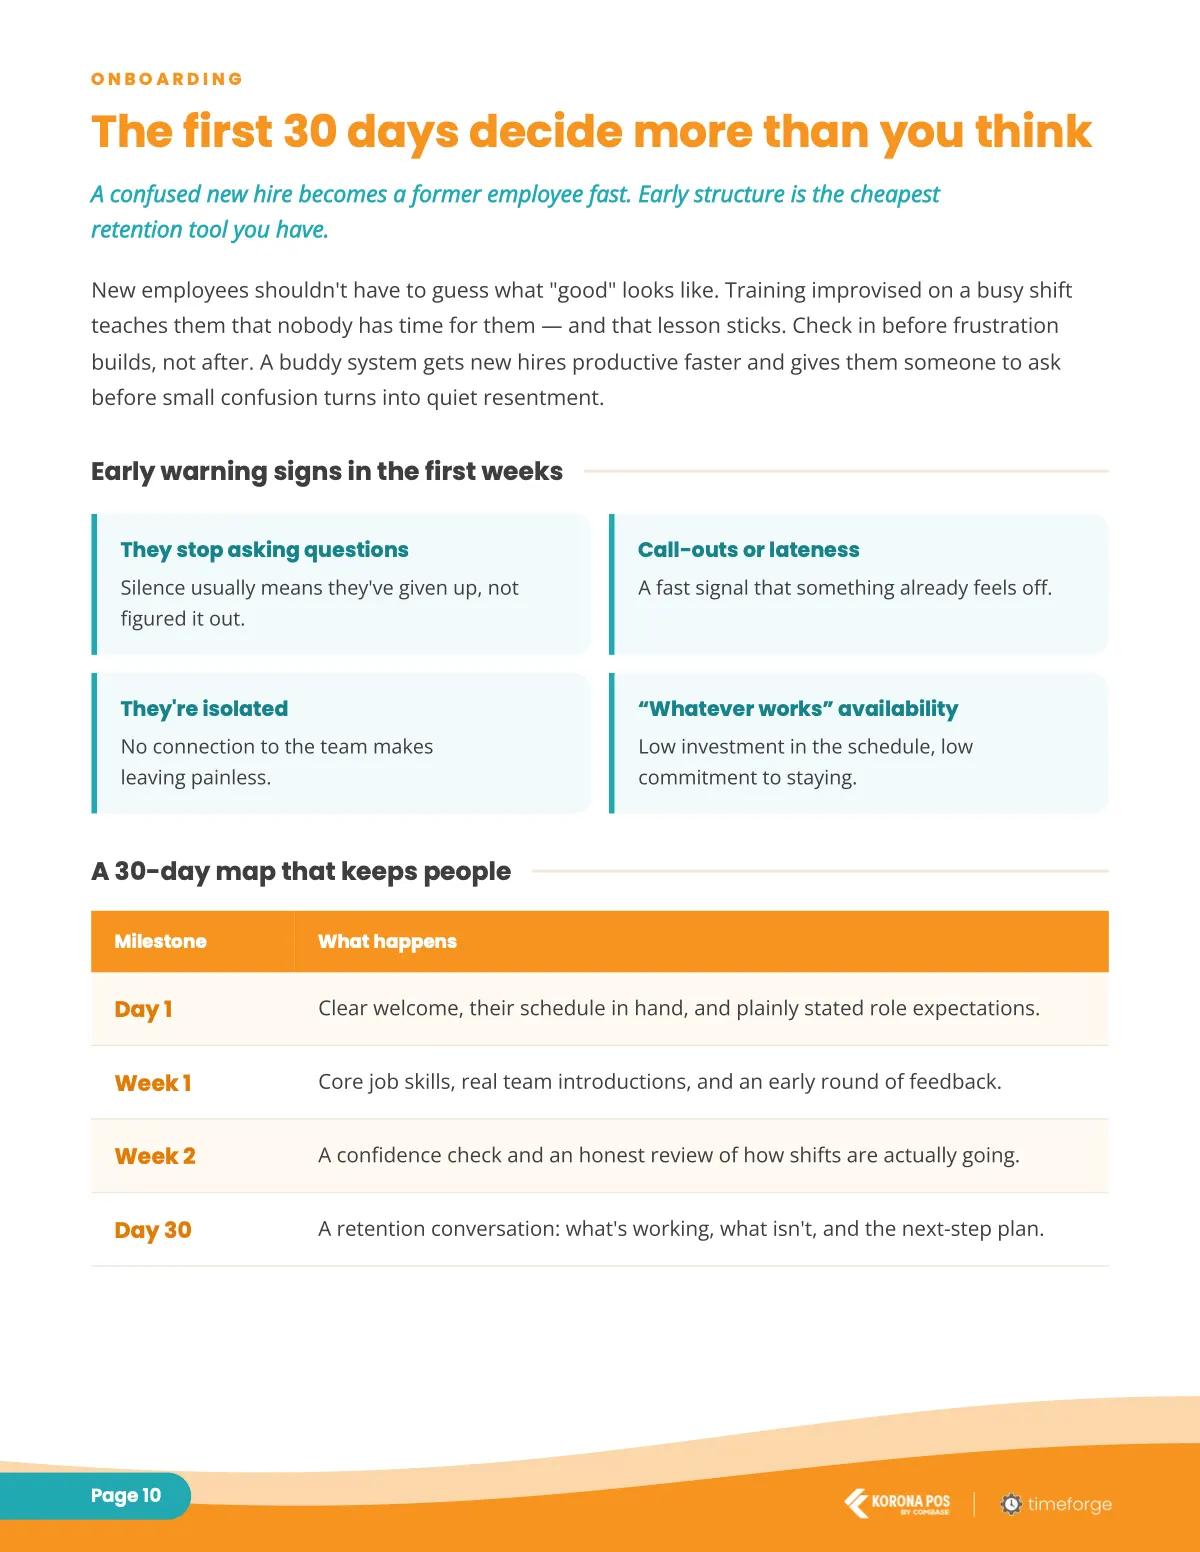 ONBOARDING
The first 30 days decide more than you think
A confused new hire becomes a former employee fast. Early structure is the cheapest
retention tool you have.
New employees shouldn't have to guess what "good" looks like. Training improvised on a busy shift
teaches them that nobody has time for them — and that lesson sticks. Check in before frustration
builds, not after. A buddy system gets new hires productive faster and gives them someone to ask
before small confusion turns into quiet resentment.
Early warning signs in the first weeks
They stop asking questions
Silence usually means they've given up, not
figured it out.
Call-outs or lateness
A fast signal that something already feels off.
They're isolated
No connection to the team makes
leaving painless.
“Whatever works” availability
Low investment in the schedule, low
commitment to staying.
A 30-day map that keeps people
Milestone What happens
Day 1 Clear welcome, their schedule in hand, and plainly stated role expectations.
Week 1 Core job skills, real team introductions, and an early round of feedback.
Week 2 A confidence check and an honest review of how shifts are actually going.
Day 30 A retention conversation: what's working, what isn't, and the next-step plan.
Page 10
KORONA POS
BY COMBASE
timeforge